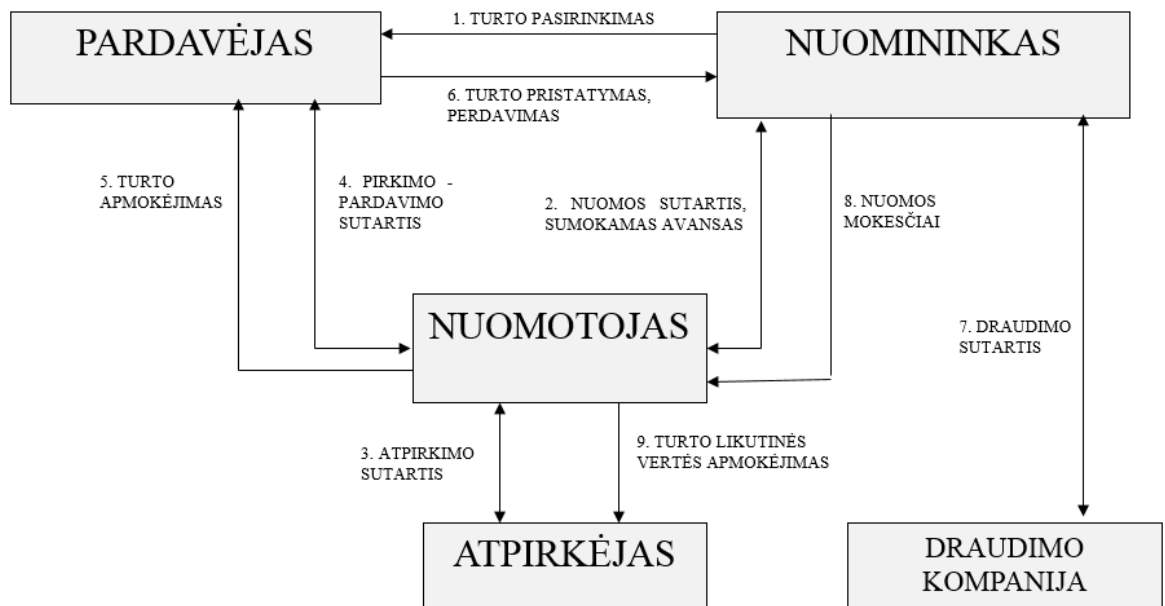 1. TURTO PASIRINKIMAS
PARDAVĖJAS
NUOMININKAS
6. TURTO PRISTATYMAS,
PERDAVIMAS
5. TURTO
APMOKĖJIMAS
4. PIRKIMO -
PARDAVIMO
SUTARTIS
2. NUOMOS SUTARTIS,
SUMOKAMAS AVANSAS
8. NUOMOS
MOKESČIAI
NUOMOTOJAS
7. DRAUDIMO
SUTARTIS
3. ATPIRKIMO
SUTARTIS
9. TURTO LIKUTINĖS
VERTĖS APMOKĖJIMAS
ATPIRKĖJAS
DRAUDIMO
KOMPANIJA